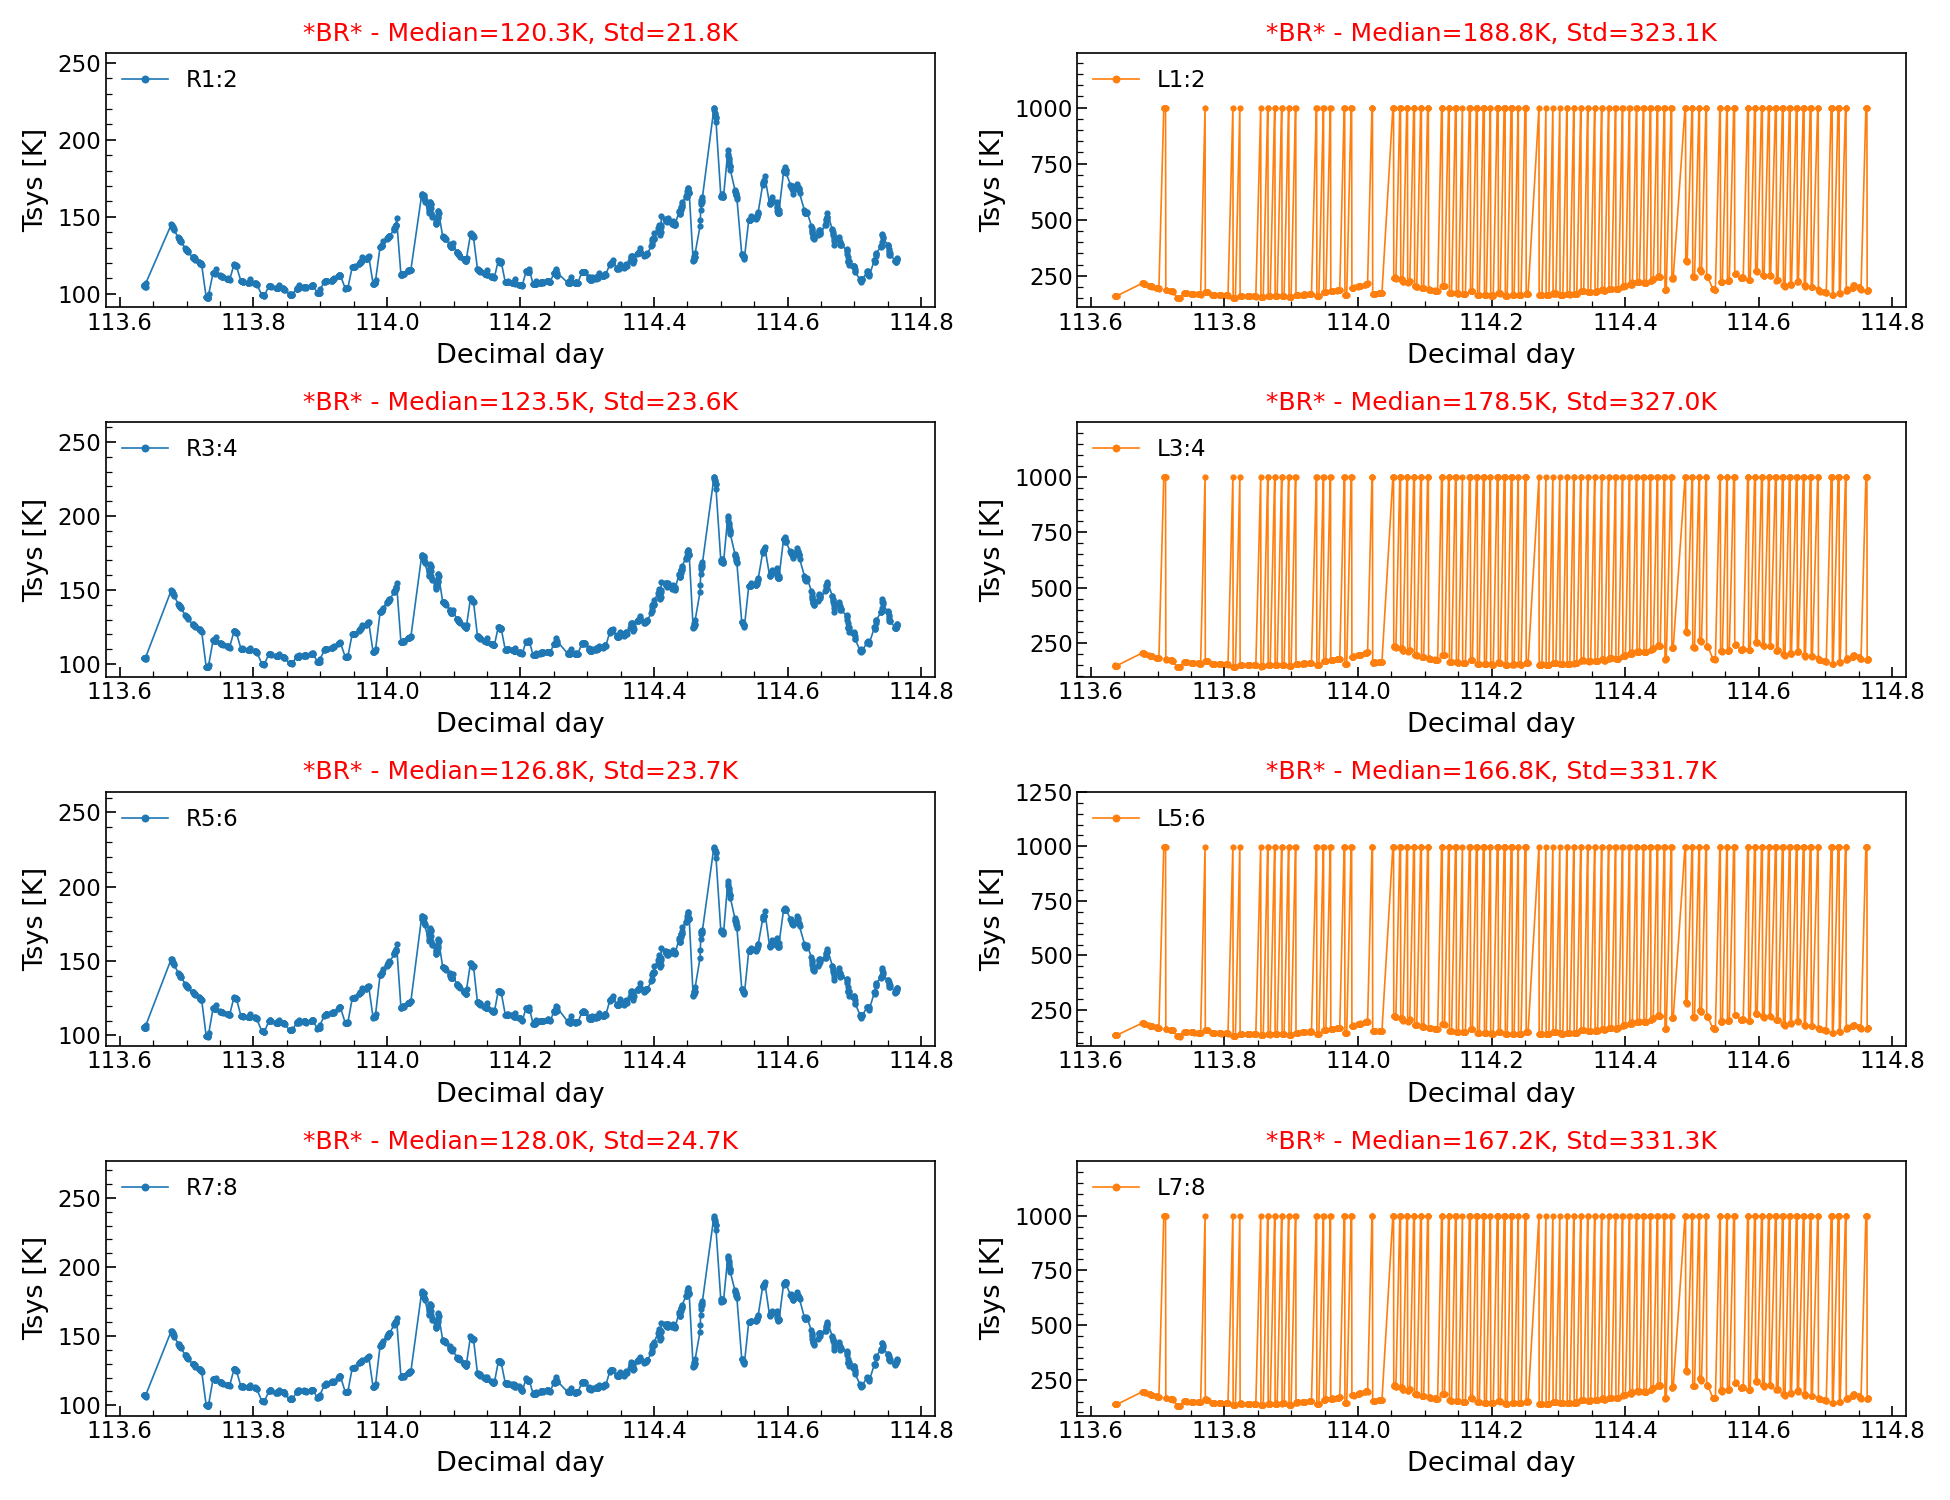 *BR* - Median=120.3K, Std=21.8K
R1:2
Tsys [K]
250
200
150
100
113.6 113.8 114.0 114.2 114.4 114.6 114.8
Decimal day
*BR* - Median=188.8K, Std=323.1K
L1:2
Tsys [K]
1000
750
500
250
113.6 113.8 114.0 114.2 114.4 114.6 114.8
Decimal day
*BR* - Median=123.5K, Std=23.6K
R3:4
Tsys [K]
250
200
150
100
113.6 113.8 114.0 114.2 114.4 114.6 114.8
Decimal day
*BR* - Median=178.5K, Std=327.0K
L3:4
Tsys [K]
1000
750
500
250
113.6 113.8 114.0 114.2 114.4 114.6 114.8
Decimal day
*BR* - Median=126.8K, Std=23.7K
R5:6
Tsys [K]
250
200
150
100
113.6 113.8 114.0 114.2 114.4 114.6 114.8
Decimal day
*BR* - Median=166.8K, Std=331.7K
L5:6
Tsys [K]
1250
1000
750
500
250
113.6 113.8 114.0 114.2 114.4 114.6 114.8
Decimal day
*BR* - Median=128.0K, Std=24.7K
R7:8
Tsys [K]
250
200
150
100
113.6 113.8 114.0 114.2 114.4 114.6 114.8
Decimal day
*BR* - Median=167.2K, Std=331.3K
L7:8
Tsys [K]
1000
750
500
250
113.6 113.8 114.0 114.2 114.4 114.6 114.8
Decimal day